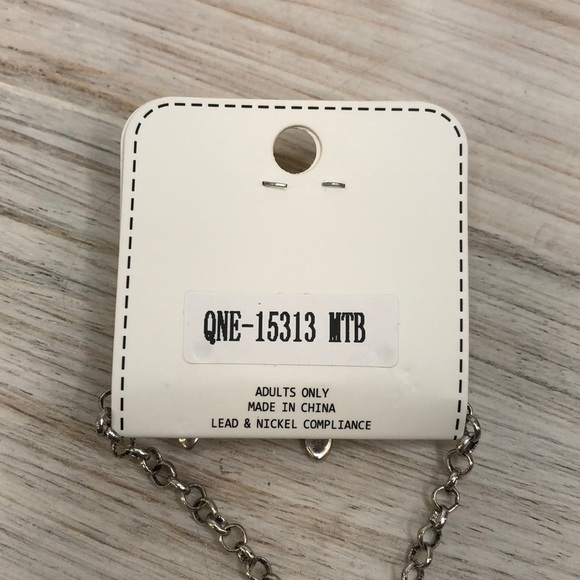 QNE-15313 MTB
ADULTS ONLY
MADE IN CHINA
LEAD & NICKEL COMPLIANCE